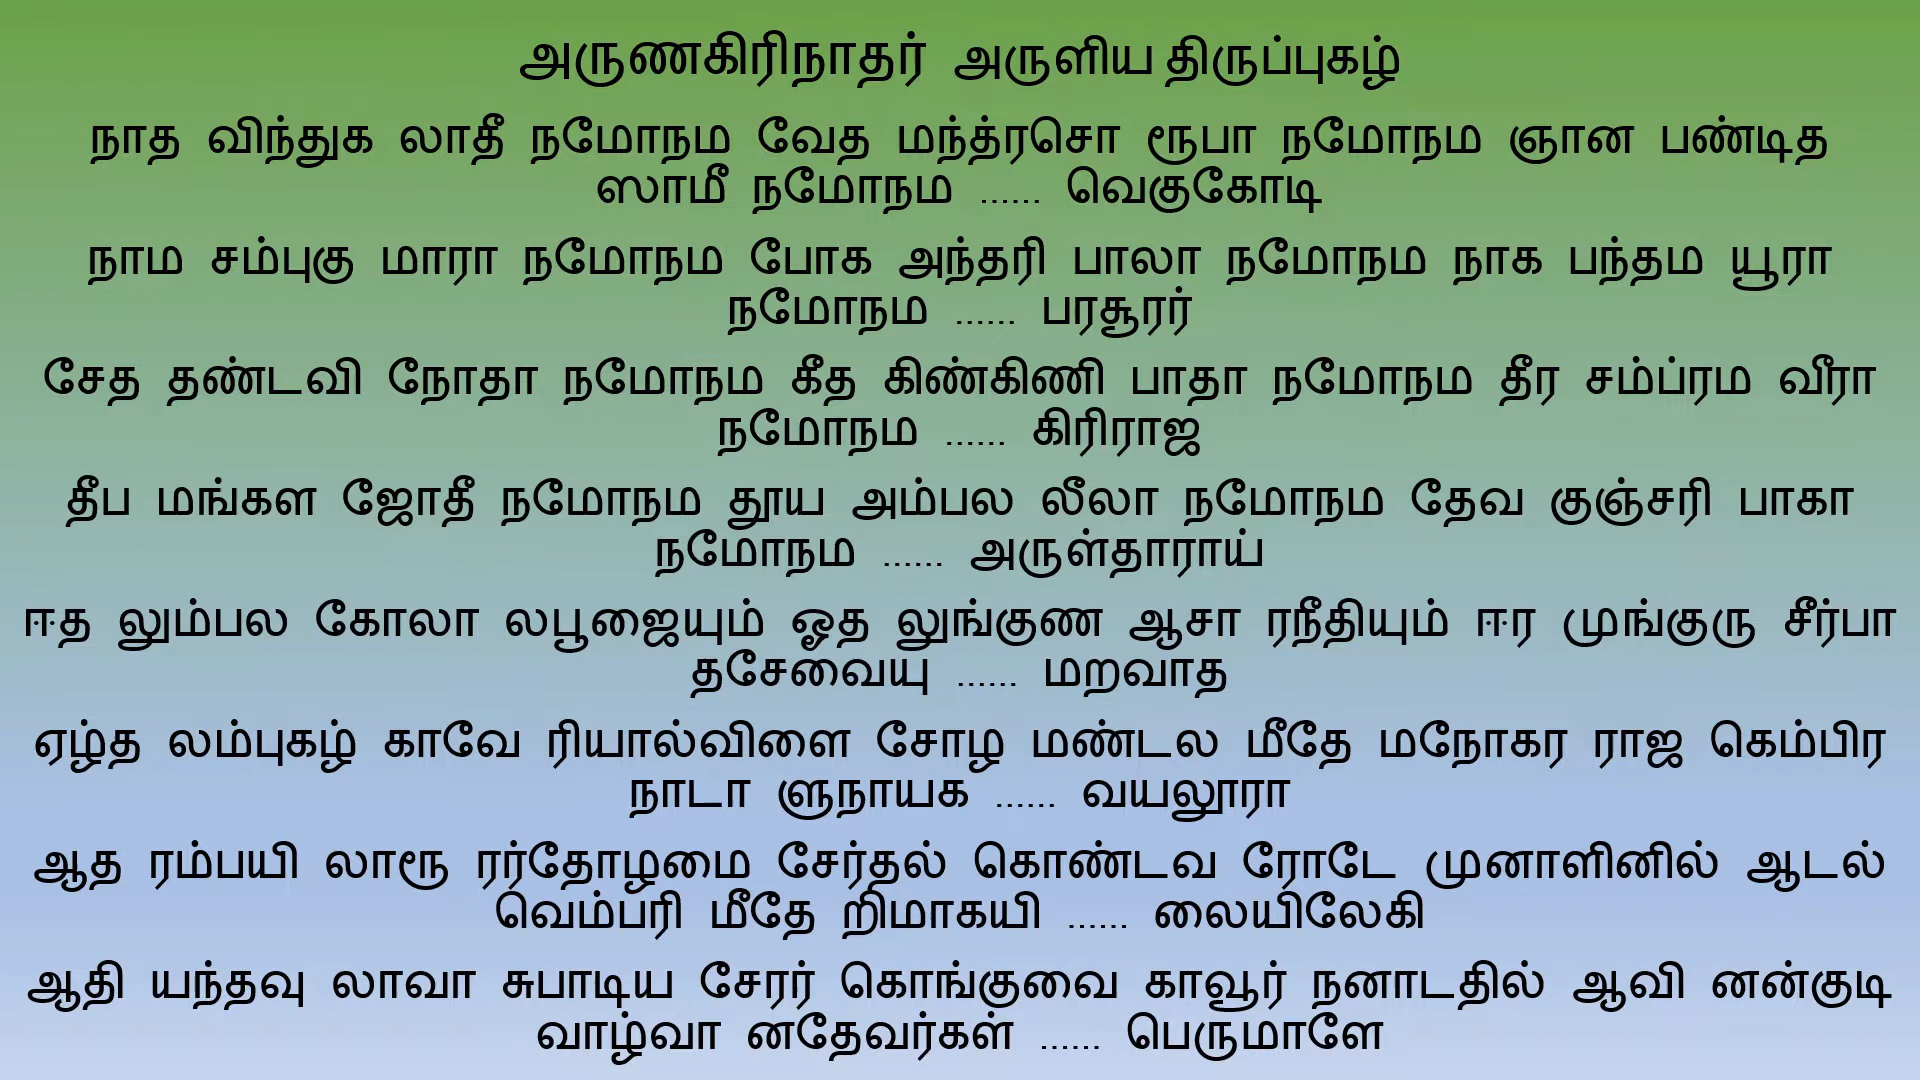 அருணகிரிநாதர் அருளிய திருப்புகழ்
நாத விந்துக லாதீ நமோநம வேத மந்த்ரசொ ரூபா நமோநம ஞான பண்டித
ஸாமீ நமோநம ...... வெகுகோடி
நாம சம்புகு மாரா நமோநம போக அந்தரி பாலா நமோநம நாக பந்தம யூரா
நமோநம ...... பரசூரர்
சேத தண்டவி நோதா நமோநம கீத கிண்கிணி பாதா நமோநம தீர சம்ப்ரம வீரா
நமோநம ...... கிரிராஜ
தீப மங்கள ஜோதீ நமோநம தூய அம்பல லீலா நமோநம தேவ குஞ்சரி பாகா
நமோநம ...... அருள்தாராய்
ஈத லும்பல கோலா லபூஜையும் ஓத லுங்குண ஆசா ரநீதியும் ஈர முங்குரு சீர்பா
தசேவையு ...... மறவாத
ஏழ்த லம்புகழ் காவே ரியால்விளை சோழ மண்டல மீதே மநோகர ராஜ கெம்பிர
நாடா ளுநாயக ...... வயலூரா
ஆத ரம்பயி லாரூ ரர்தோழமை சேர்தல் கொண்டவ ரோடே முனாளினில் ஆடல்
வெம்பரி மீதே றிமாகயி ...... லையிலேகி
ஆதி யந்தவு லாவா சுபாடிய சேரர் கொங்குவை காவூர் நனாடதில் ஆவி னன்குடி
வாழ்வா னதேவர்கள் ...... பெருமாளே